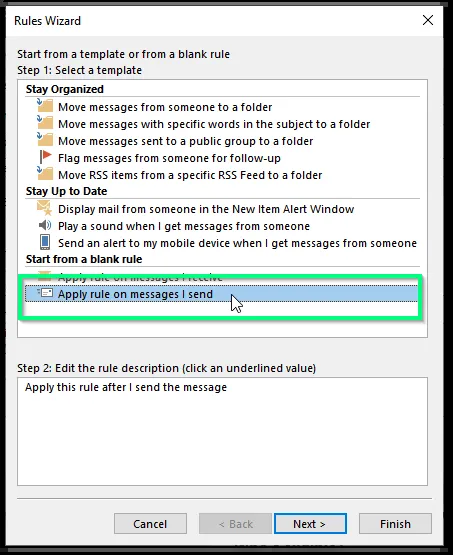 Rules Wizard
Start from a template or from a blank rule
Step 1: Select a template
Stay Organized
Move messages from someone to a folder
Move messages with specific words in the subject to a folder
Move messages sent to a public group to a folder
Flag messages from someone for follow-up
Move RSS items from a specific RSS Feed to a folder
Stay Up to Date
Display mail from someone in the New Item Alert Window
Play a sound when I get messages from someone
Send an alert to my mobile device when I get messages from someone
Start from a blank rule
Apply rule on messages I receive
Apply rule on messages I send
Step 2: Edit the rule description (click an underlined value)
Apply this rule after I send the message
Cancel
< Back
Next >
Finish